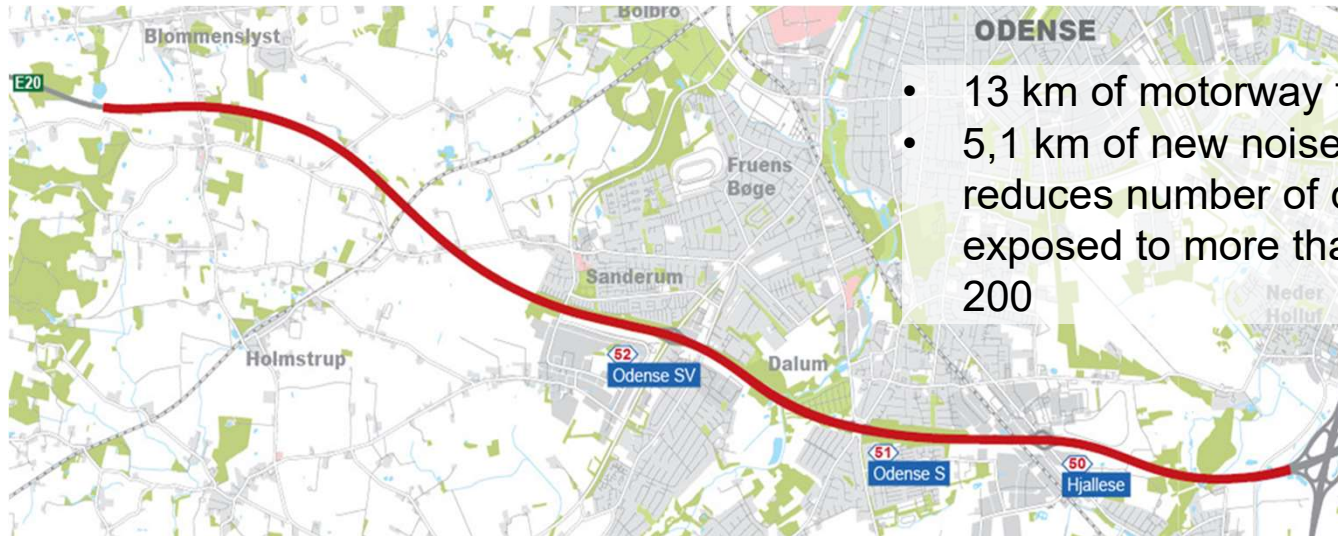 Bolbro
Blommenslyst
ODENSE
E20
• 13 km of motorway
• 5,1 km of new noise
reduces number of
exposed to more tha
200
Fruens
Bøge
Sanderum
Neder
Holluf
Holmstrup
52
Odense SV
Dalum
51
Odense S
50
Hjallese